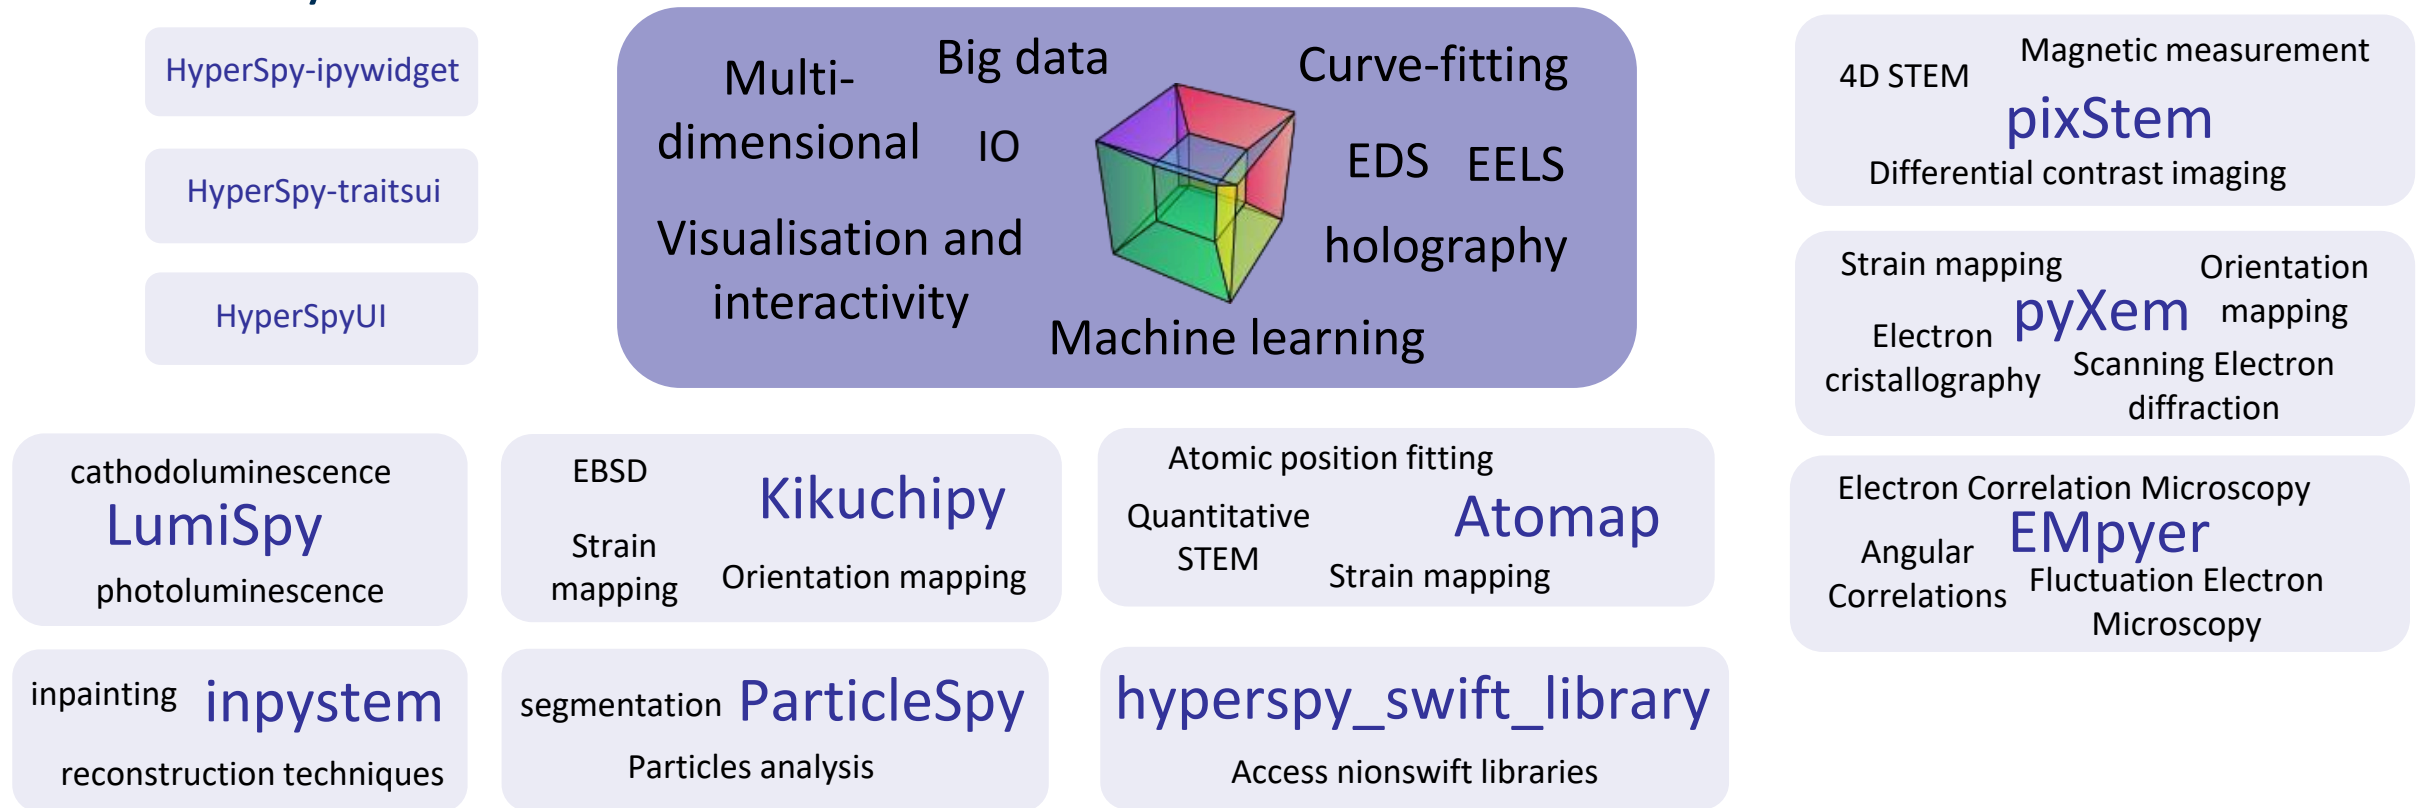 HyperSpy-ipywidget
HyperSpy-traitsui
HyperSpyUI
Multi-
dimensional
Big data
IO
Curve-fitting
EDS EELS
holography
Visualisation and
interactivity
Machine learning
4D STEM
Magnetic measurement
pixStem
Differential contrast imaging
Strain mapping
Orientation
mapping
pyXem
Electron
cristallography
Scanning Electron
diffraction
Electron Correlation Microscopy
EMpyer
Angular
Correlations
Fluctuation Electron
Microscopy
cathodoluminescence
LumiSpy
photoluminescence
EBSD
Kikuchipy
Strain
mapping
Orientation mapping
Atomic position fitting
Quantitative
STEM
Atomap
Strain mapping
inpainting inpystem
reconstruction techniques
segmentation ParticleSpy
Particles analysis
hyperspy_swift_library
Access nionswift libraries